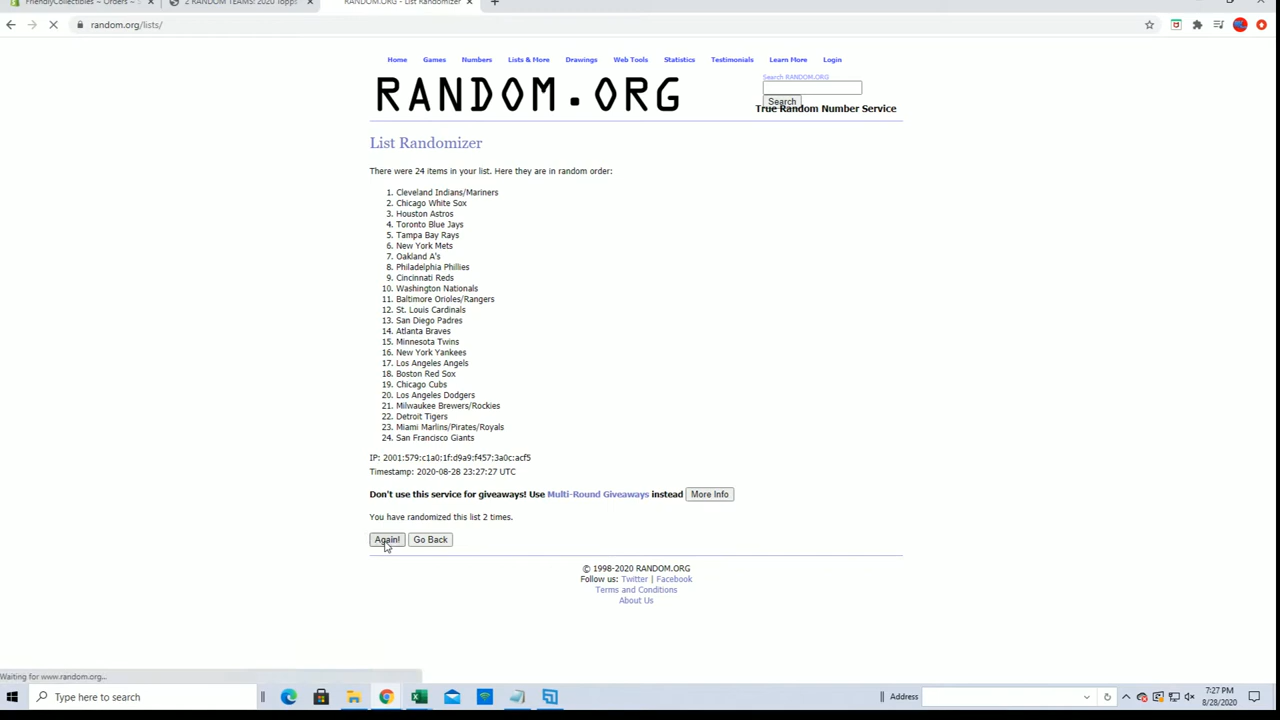 FriendlyCollectibles ~ Orders ~
2 RANDOM TEAMS! 2020 Topps
RANDOM.ORG - List Randomizer
random.org/lists/
Home Games Numbers Lists & More Drawings Web Tools Statistics Testimonials Learn More Login
RANDOM.ORG
Search RANDOM.ORG
Search
True Random Number Service
List Randomizer
There were 24 items in your list. Here they are in random order:
1. Cleveland Indians/Mariners
2. Chicago White Sox
3. Houston Astros
4. Toronto Blue Jays
5. Tampa Bay Rays
6. New York Mets
7. Oakland A's
8. Philadelphia Phillies
9. Cincinnati Reds
10. Washington Nationals
11. Baltimore Orioles/Rangers
12. St. Louis Cardinals
13. San Diego Padres
14. Atlanta Braves
15. Minnesota Twins
16. New York Yankees
17. Los Angeles Angels
18. Boston Red Sox
19. Chicago Cubs
20. Los Angeles Dodgers
21. Milwaukee Brewers/Rockies
22. Detroit Tigers
23. Miami Marlins/Pirates/Royals
24. San Francisco Giants
IP: 2001:579:c1a0:1f:d9a9:f457:3a0c:acf5
Timestamp: 2020-08-28 23:27:27 UTC
Don't use this service for giveaways! Use Multi-Round Giveaways instead More Info
You have randomized this list 2 times.
Again! Go Back
© 1998-2020 RANDOM.ORG
Follow us: Twitter | Facebook
Terms and Conditions
About Us
Waiting for www.random.org...
Type here to search
Address
7:27 PM
8/28/2020